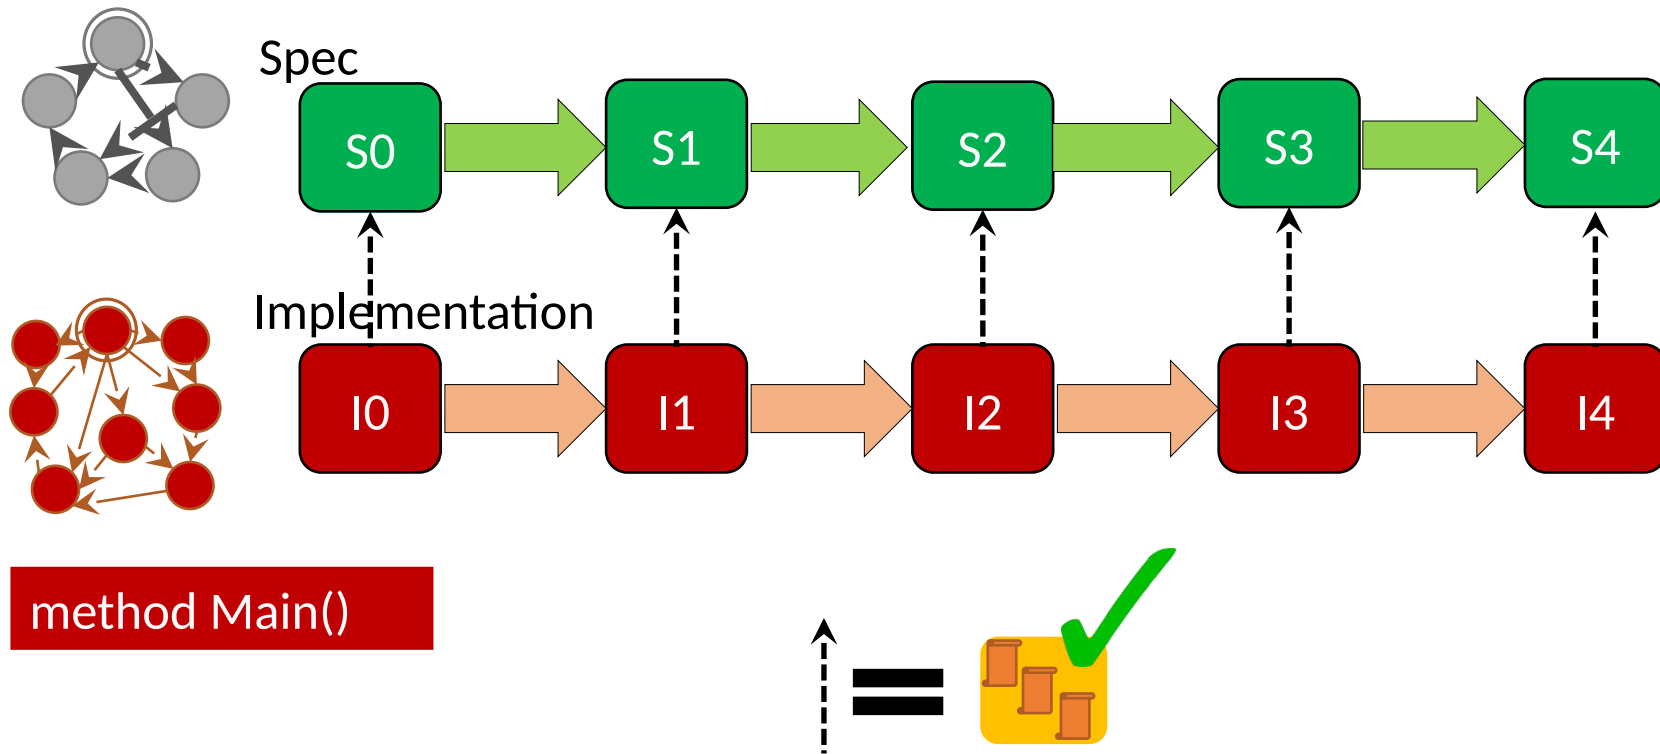 Spec
S0
S1
S2
S3
S4
Implementation
I0
I1
I2
I3
I4
method Main()